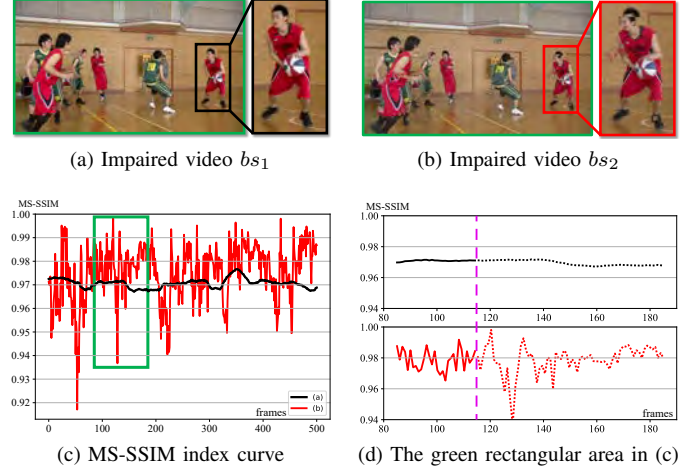 (a) Impaired video bs₁
(b) Impaired video bs₂
MS-SSIM
1.00
0.99
0.98
0.97
0.96
0.95
0.94
0.93
0.92
0 100 200 300 400 500
frames
(a)
(b)
(c) MS-SSIM index curve
MS-SSIM
1.00
0.98
0.96
0.94
80 100 120 140 160 180
1.00
0.98
0.96
0.94
80 100 120 140 160 180
frames
(d) The green rectangular area in (c)